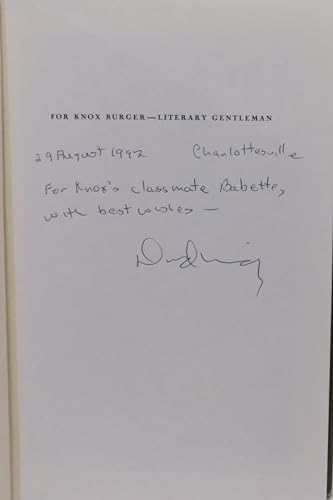 FOR KNOX BURGER—LITERARY GENTLEMAN
29 August 1992 Charlottesville
For Knox's classmate Babette,
with best wishes —